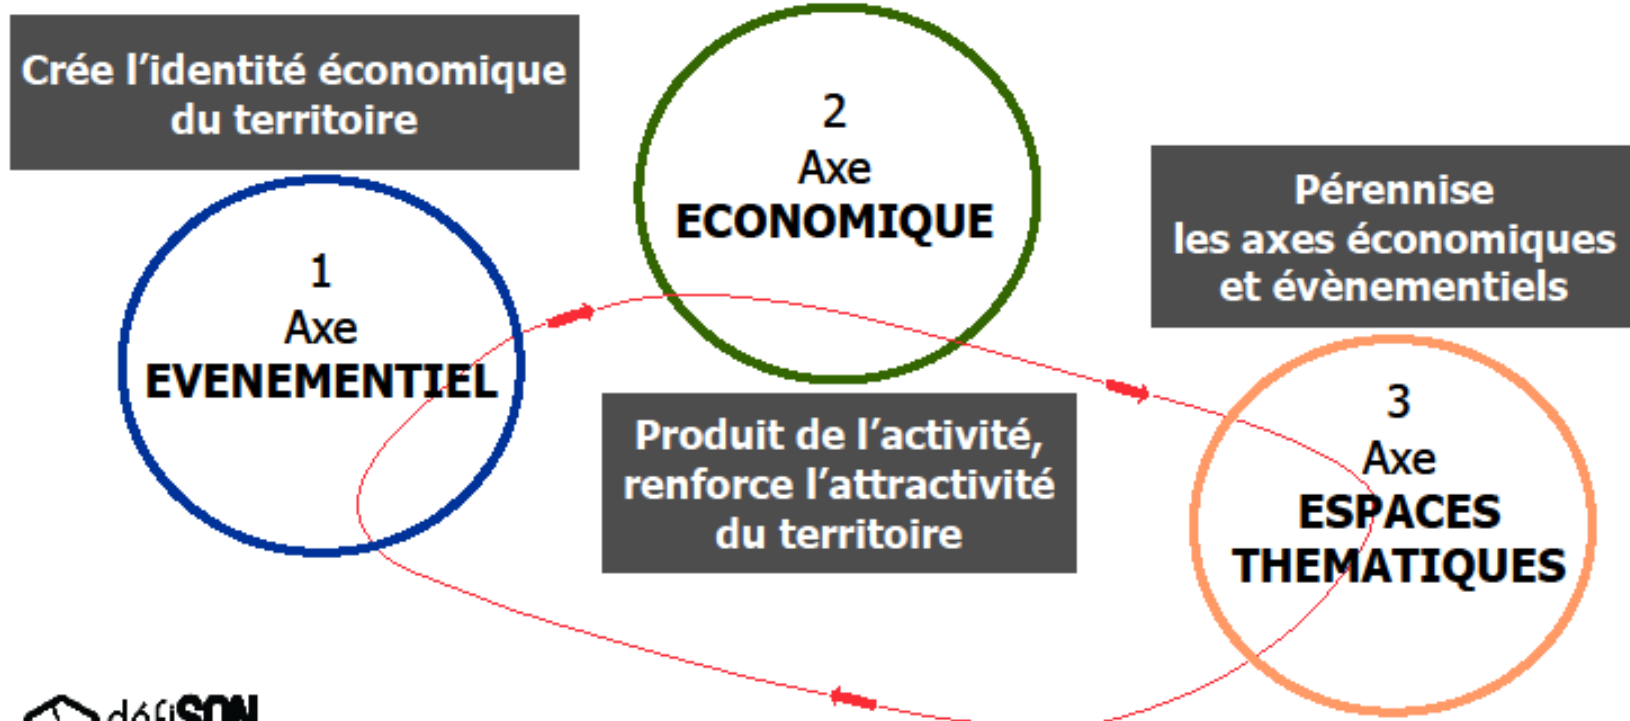 Crée l’identité économique
du territoire
1
Axe
EVENEMENTIEL
2
Axe
ECONOMIQUE
Produit de l’activité,
renforce l’attractivité
du territoire
Pérennise
les axes économiques
et évènementiels
3
Axe
ESPACES
THEMATIQUES
défiSON